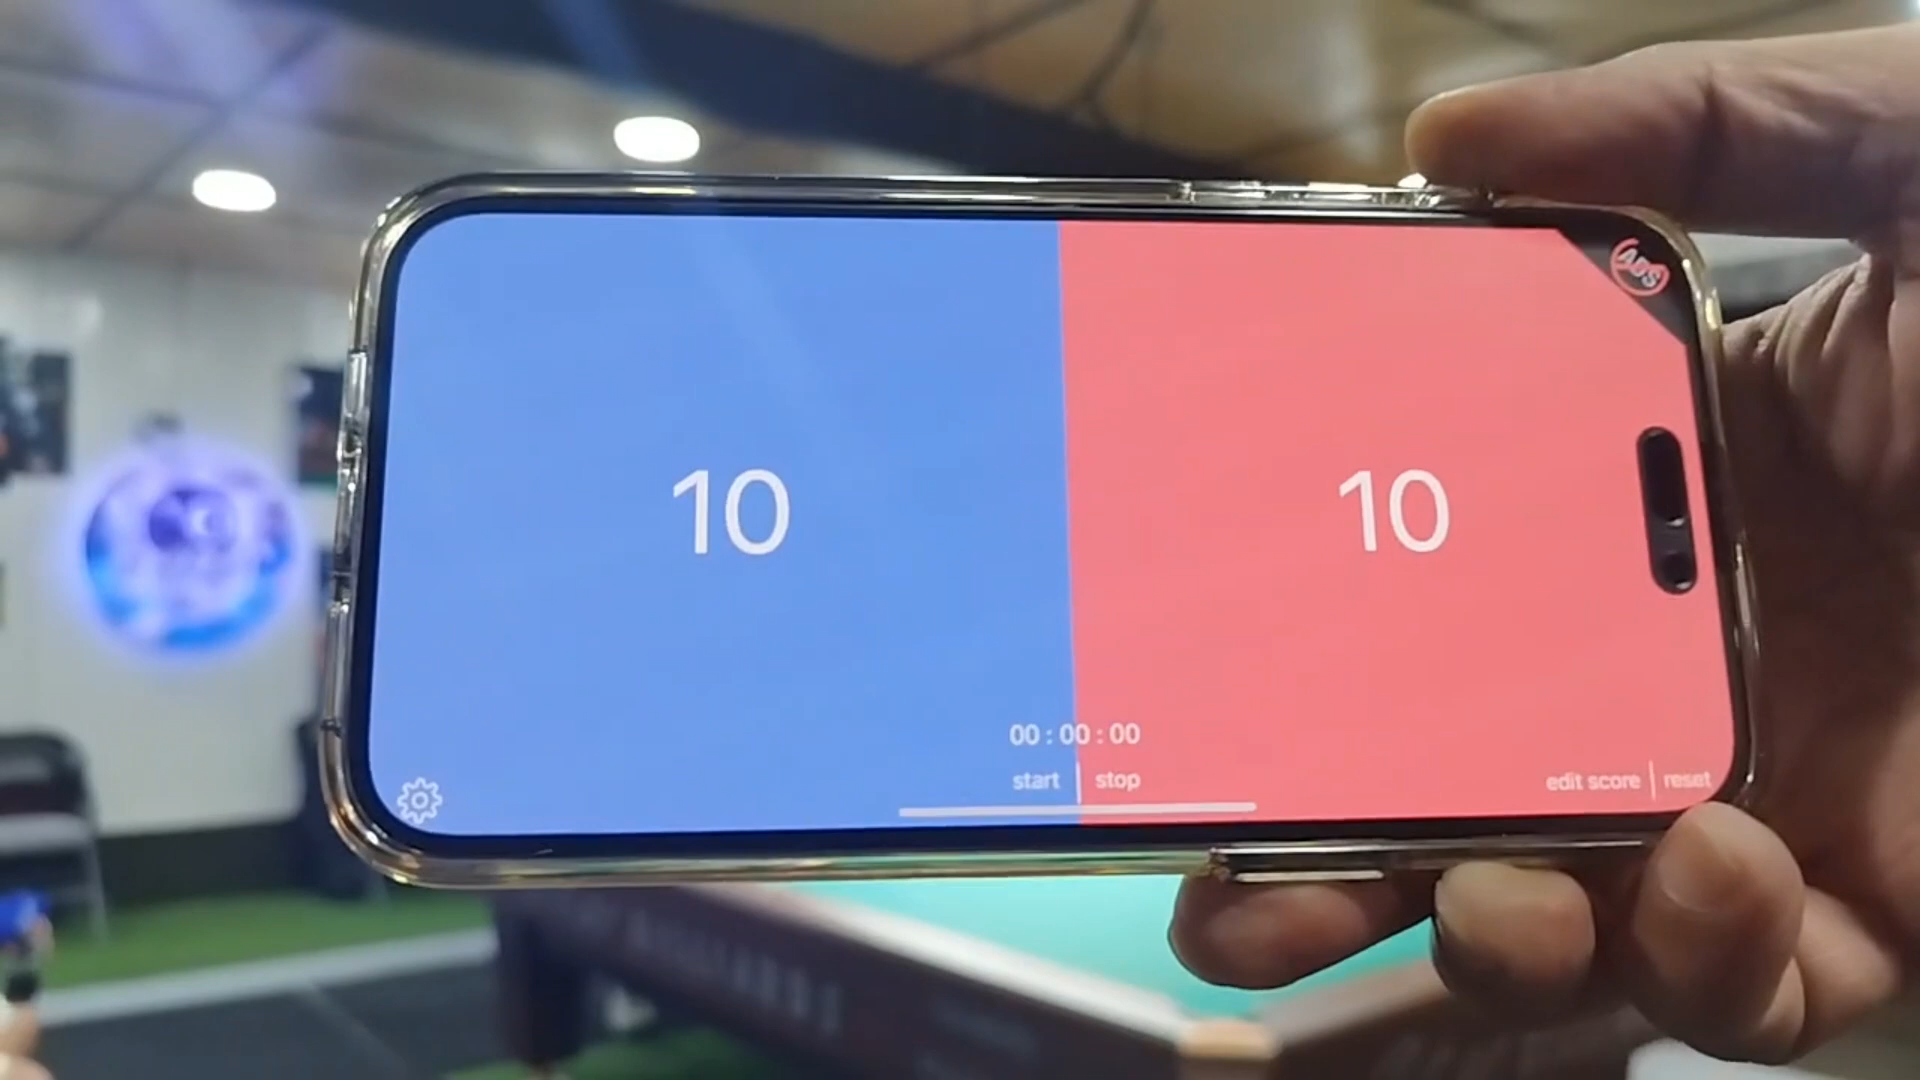 ADS
10
10
00:00:00
start | stop
edit score | reset